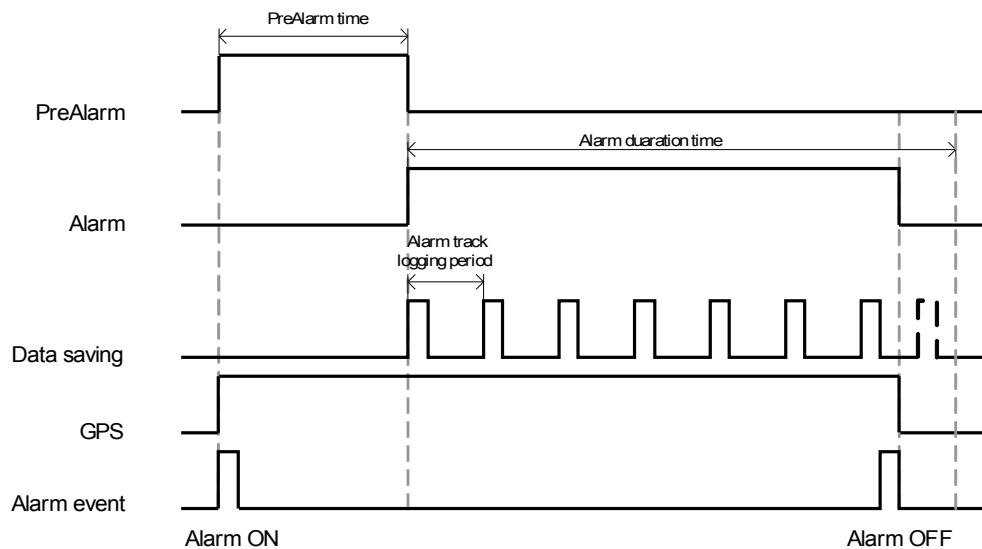 PreAlarm time
PreAlarm
Alarm duaration time
Alarm
Alarm track
logging period
Data saving
GPS
Alarm event
Alarm ON
Alarm OFF